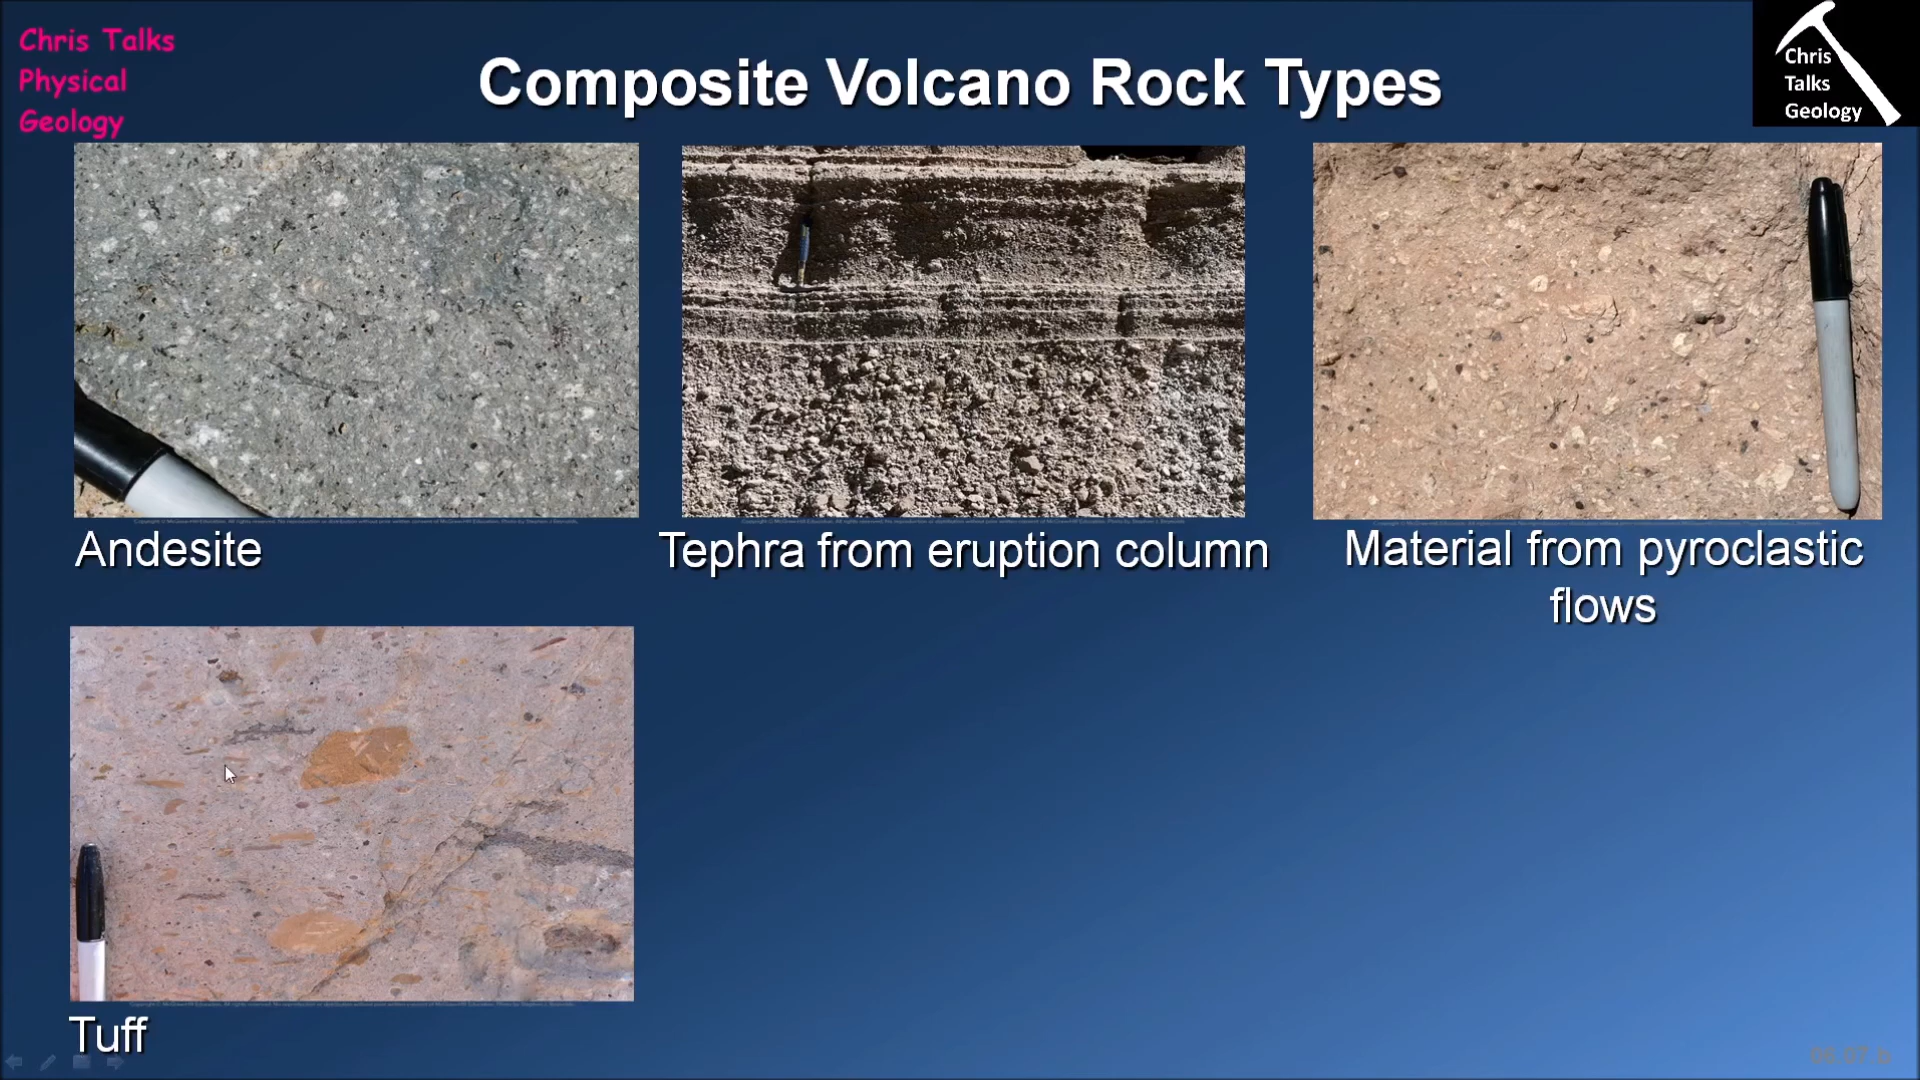 Chris Talks
Physical
Geology
Composite Volcano Rock Types
Chris
Talks
Geology
Andesite
Tephra from eruption column
Material from pyroclastic
flows
Tuff